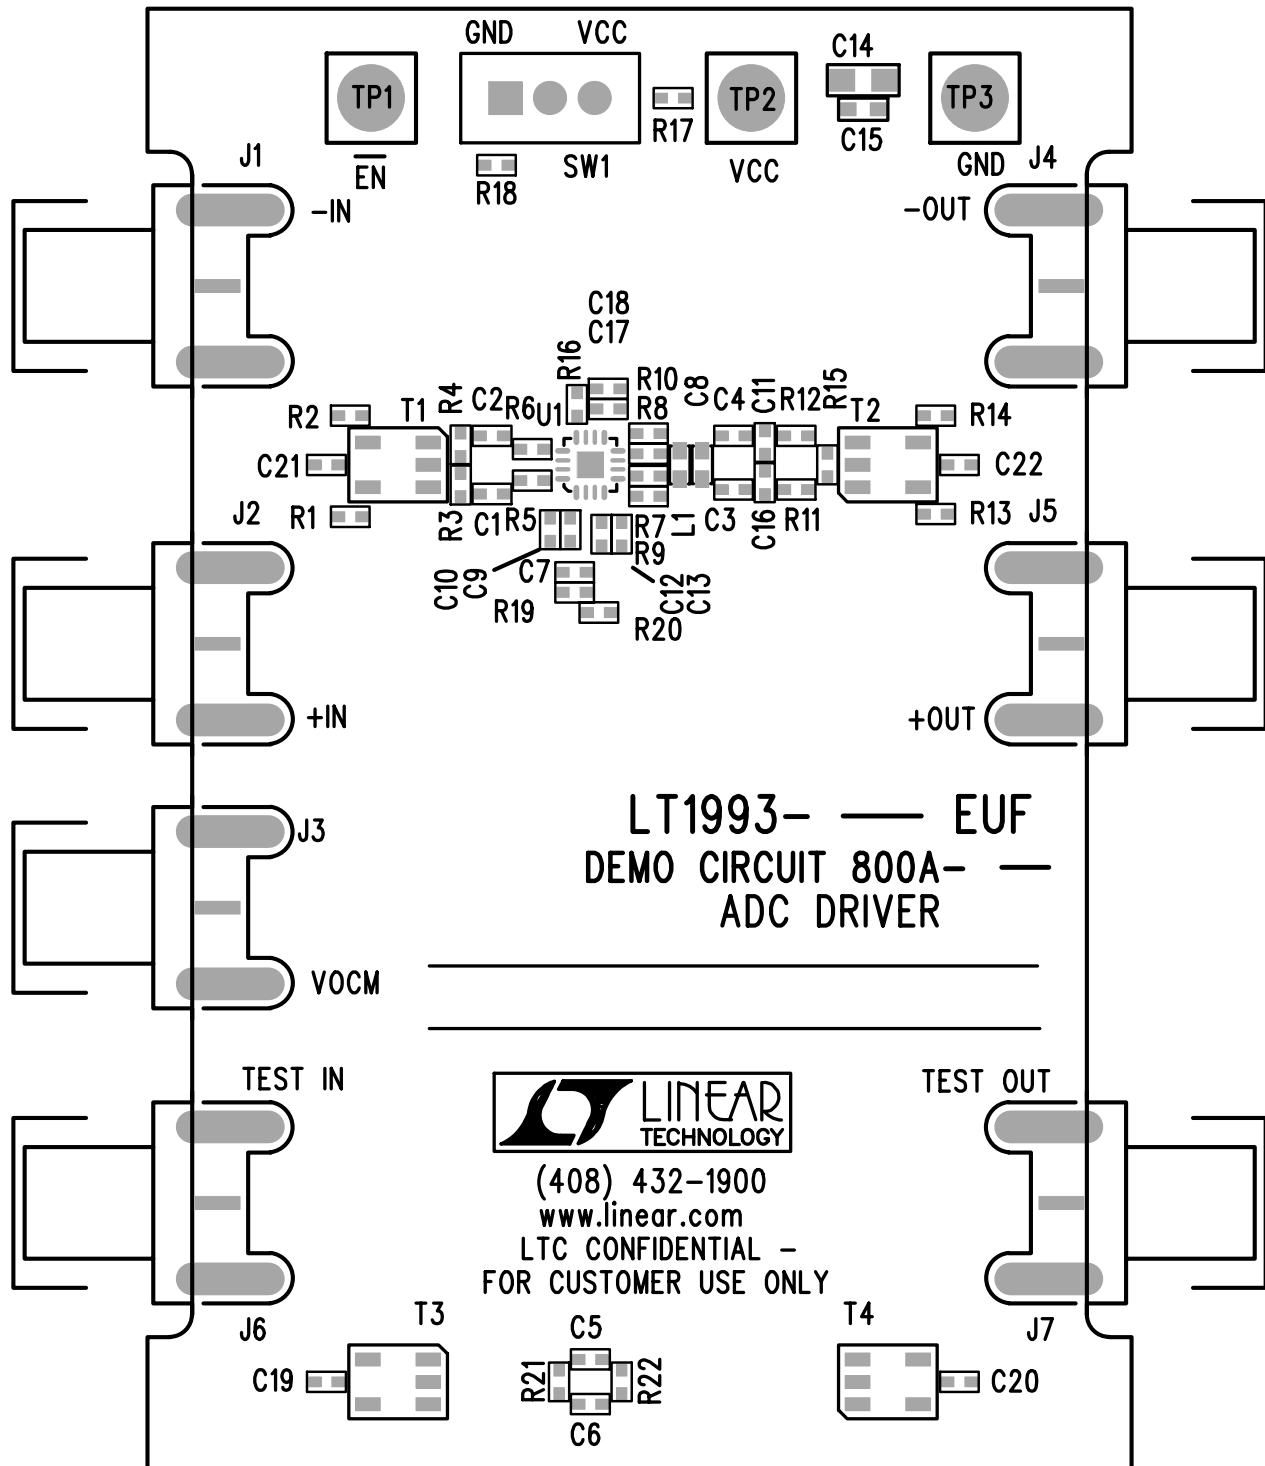 GND VCC
C14
TP1
TP2
TP3
R17
C15
J1
EN
R18
SW1
VCC
GND
J4
-IN
-OUT
C18
C17
R16
R10
R8
C8
C4
C11
R12
R15
T2
R14
R2
T1
R4
C2
R6
U1
C21
C22
J2
R1
R3
C1
R5
R7
R9
L1
C3
C16
R11
R13
J5
C10
C9
C7
C12
C13
R19
R20
+IN
+OUT
LT1993- — EUF
DEMO CIRCUIT 800A- —
ADC DRIVER
J3
VOCM
TEST IN
TEST OUT
LINEAR
TECHNOLOGY
(408) 432-1900
www.linear.com
LTC CONFIDENTIAL -
FOR CUSTOMER USE ONLY
J6
T3
C5
T4
J7
C19
R21
R22
C20
C6